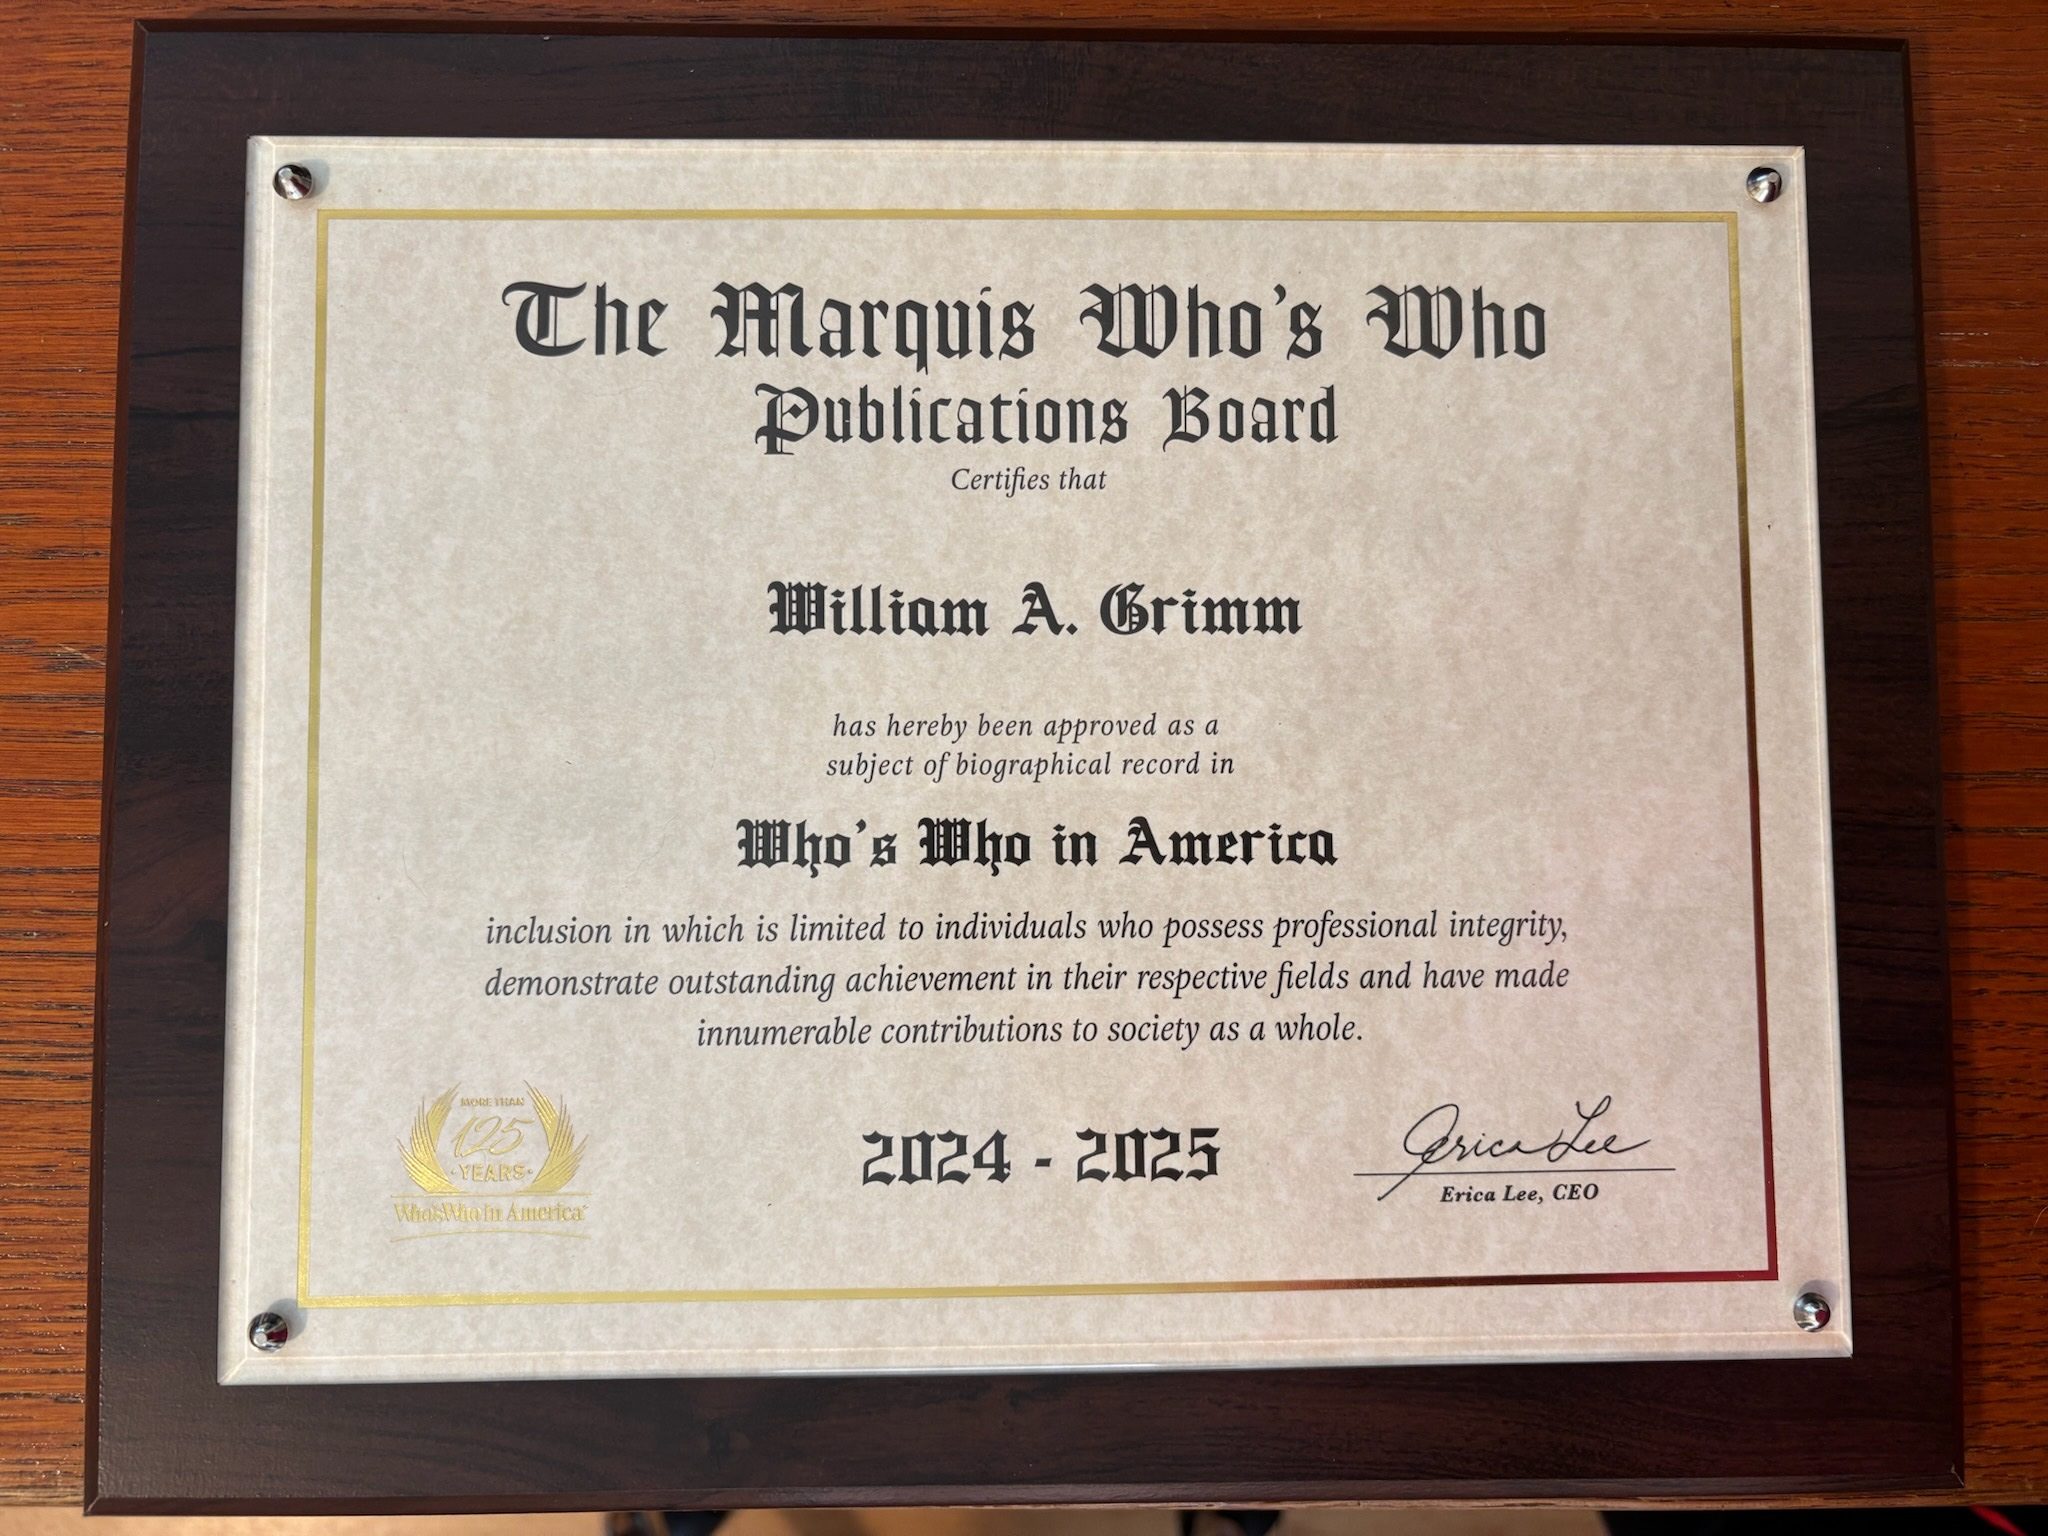 The Marquis Who's Who
Publications Board
Certifies that
William A. Grimm
has hereby been approved as a
subject of biographical record in
Who's Who in America
inclusion in which is limited to individuals who possess professional integrity,
demonstrate outstanding achievement in their respective fields and have made
innumerable contributions to society as a whole.
MORE THAN
125
·YEARS·
Who's Who in America®
2024 - 2025
Erica Lee
Erica Lee, CEO